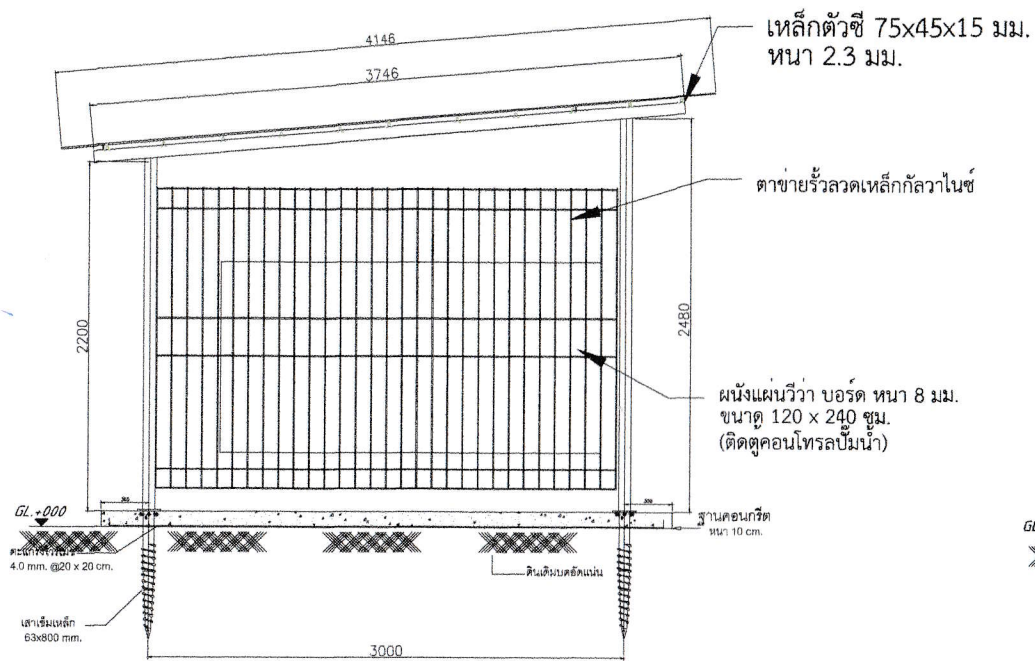 4146
3746
เหล็กตัวซี 75x45x15 มม.
หนา 2.3 มม.
ตาข่ายรั้วลวดเหล็กกัลวาไนซ์
2200
2480
ผนังแผ่นวีว่า บอร์ด หนา 8 มม.
ขนาด 120 x 240 ซม.
(ติดตู้คอนโทรลปั๊มน้ำ)
GL.+000
ฐานคอนกรีต
หนา 10 cm.
4.0 mm. @20 x 20 cm.
ดินเดิมบดอัดแน่น
เสาเข็มเหล็ก
63x800 mm.
3000